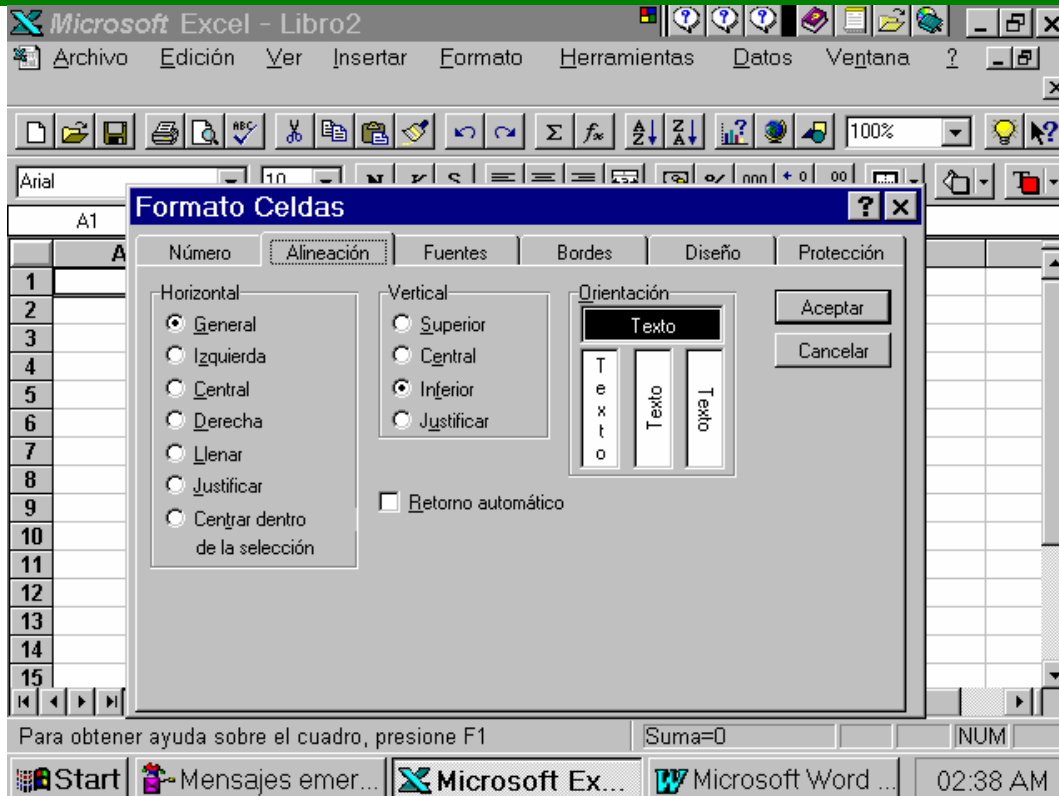 Microsoft Excel - Libro2
Archivo Edición Ver Insertar Formato Herramientas Datos Ventana ?
ABC Σ fx A Z Z A 100% ?
Arial 10 N K S % 000
A1
Formato Celdas ?
A
Número Alineación Fuentes Bordes Diseño Protección
Horizontal Vertical Orientación
General Superior Texto Aceptar
Izquierda Central Cancelar
Central Inferior
Derecha Justificar
Llenar
Justificar
Centrar dentro
de la selección
Texto Texto Texto
Retorno automático
1
2
3
4
5
6
7
8
9
10
11
12
13
14
15
Para obtener ayuda sobre el cuadro, presione F1 Suma=0 NUM
Start Mensajes emer... Microsoft Ex... Microsoft Word ... 02:38 AM